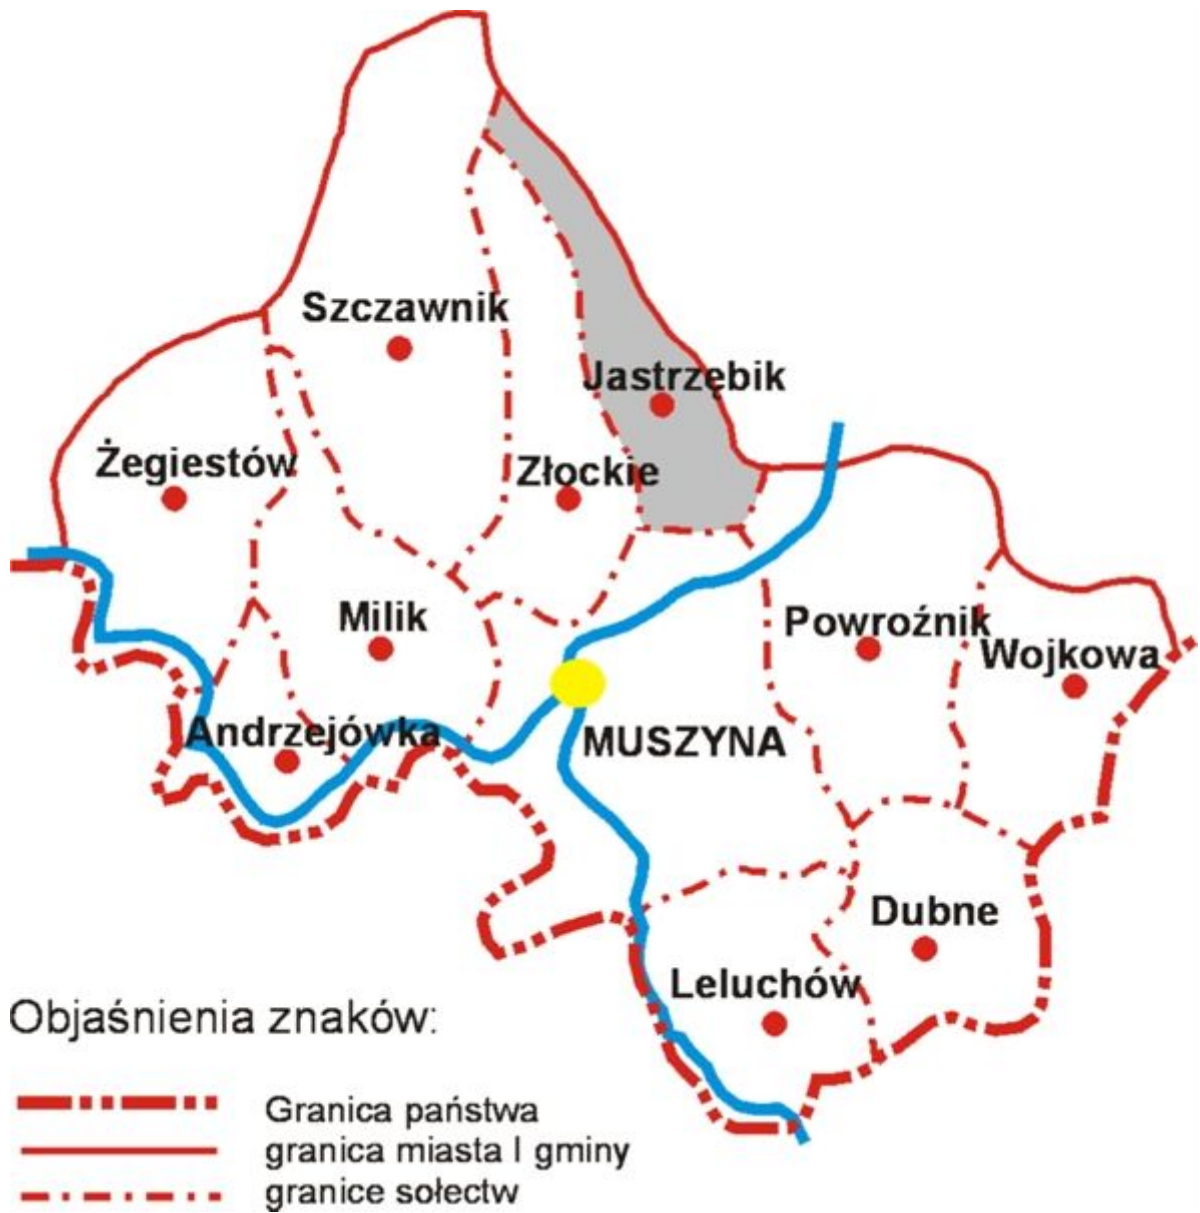 Szczawnik
Jastrzębik
Żegiestów
Złockie
Milik
Powroźnik
Wojkowa
Andrzejówka
MUSZYNA
Dubne
Leluchów
Objaśnienia znaków:
Granica państwa
granica miasta I gminy
granice sołectw